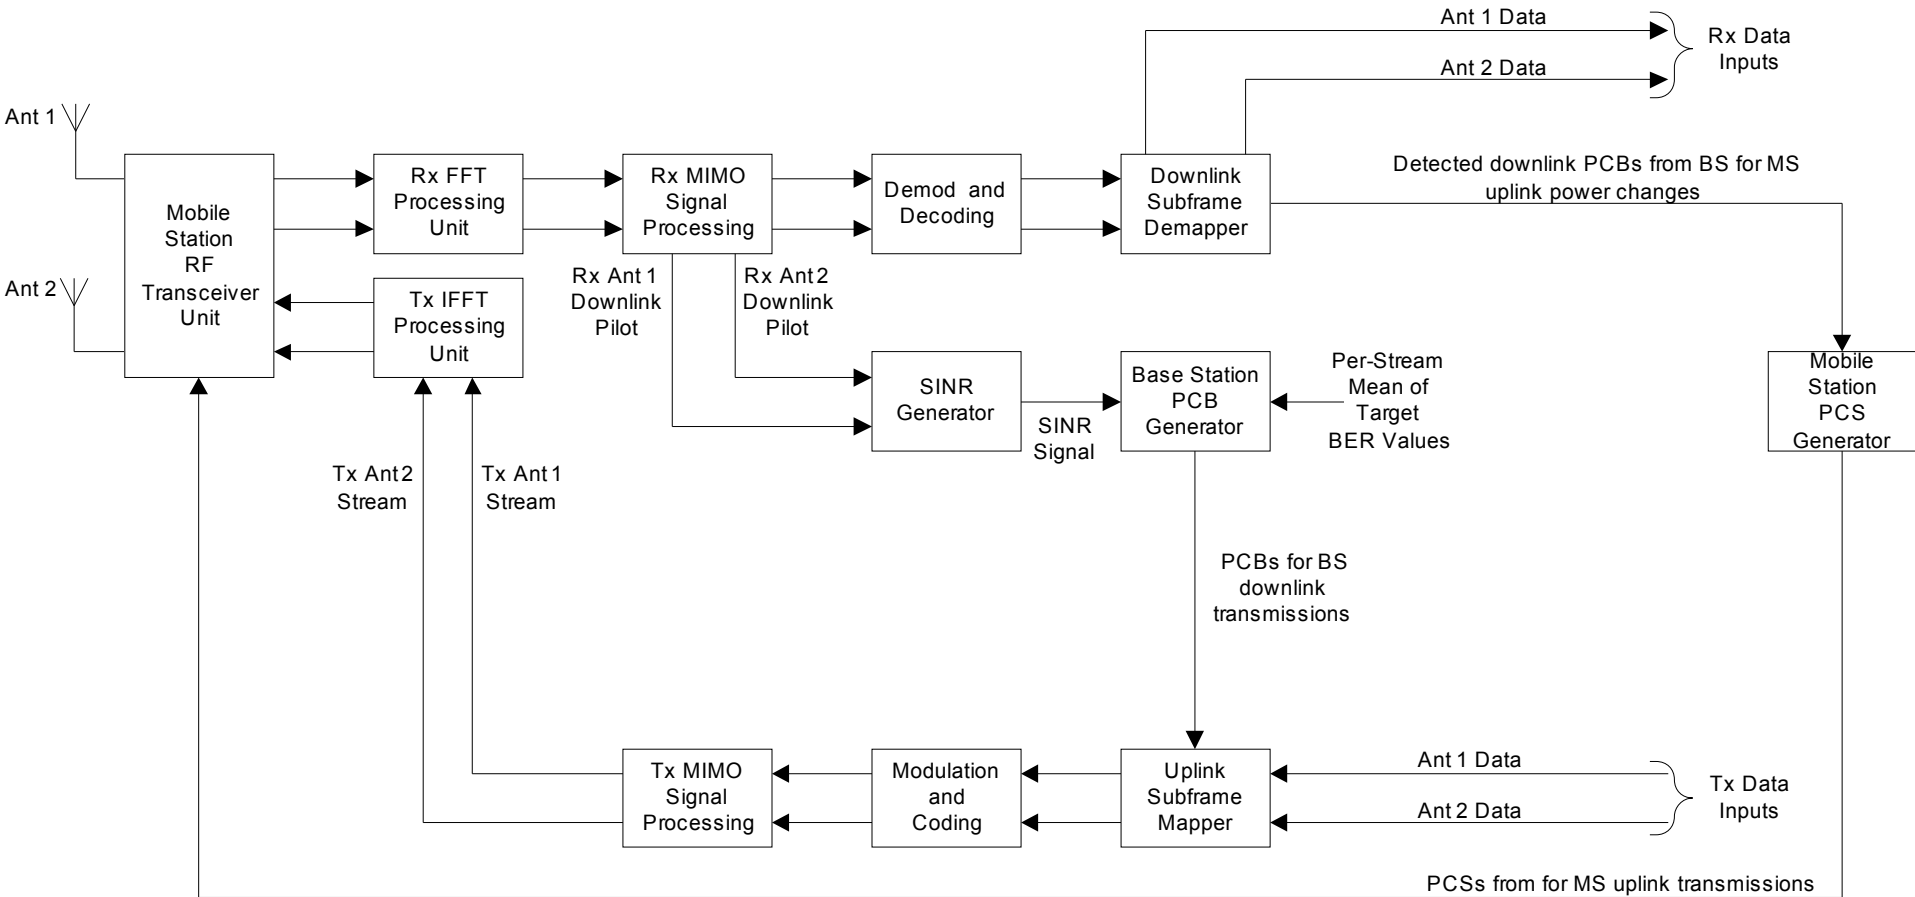 Ant 1 Data
Rx Data
Inputs
Ant 2 Data
Ant 1
Mobile
Station
RF
Transceiver
Unit
Rx FFT
Processing
Unit
Rx MIMO
Signal
Processing
Demod and
Decoding
Downlink
Subframe
Demapper
Detected downlink PCBs from BS for MS
uplink power changes
Ant 2
Tx IFFT
Processing
Unit
Rx Ant 1
Downlink
Pilot
Rx Ant 2
Downlink
Pilot
SINR
Generator
SINR
Signal
Base Station
PCB
Generator
Per-Stream
Mean of
Target
BER Values
Mobile
Station
PCS
Generator
Tx Ant 2
Stream
Tx Ant 1
Stream
PCBs for BS
downlink
transmissions
Tx MIMO
Signal
Processing
Modulation
and
Coding
Uplink
Subframe
Mapper
Ant 1 Data
Ant 2 Data
Tx Data
Inputs
PCSs from for MS uplink transmissions